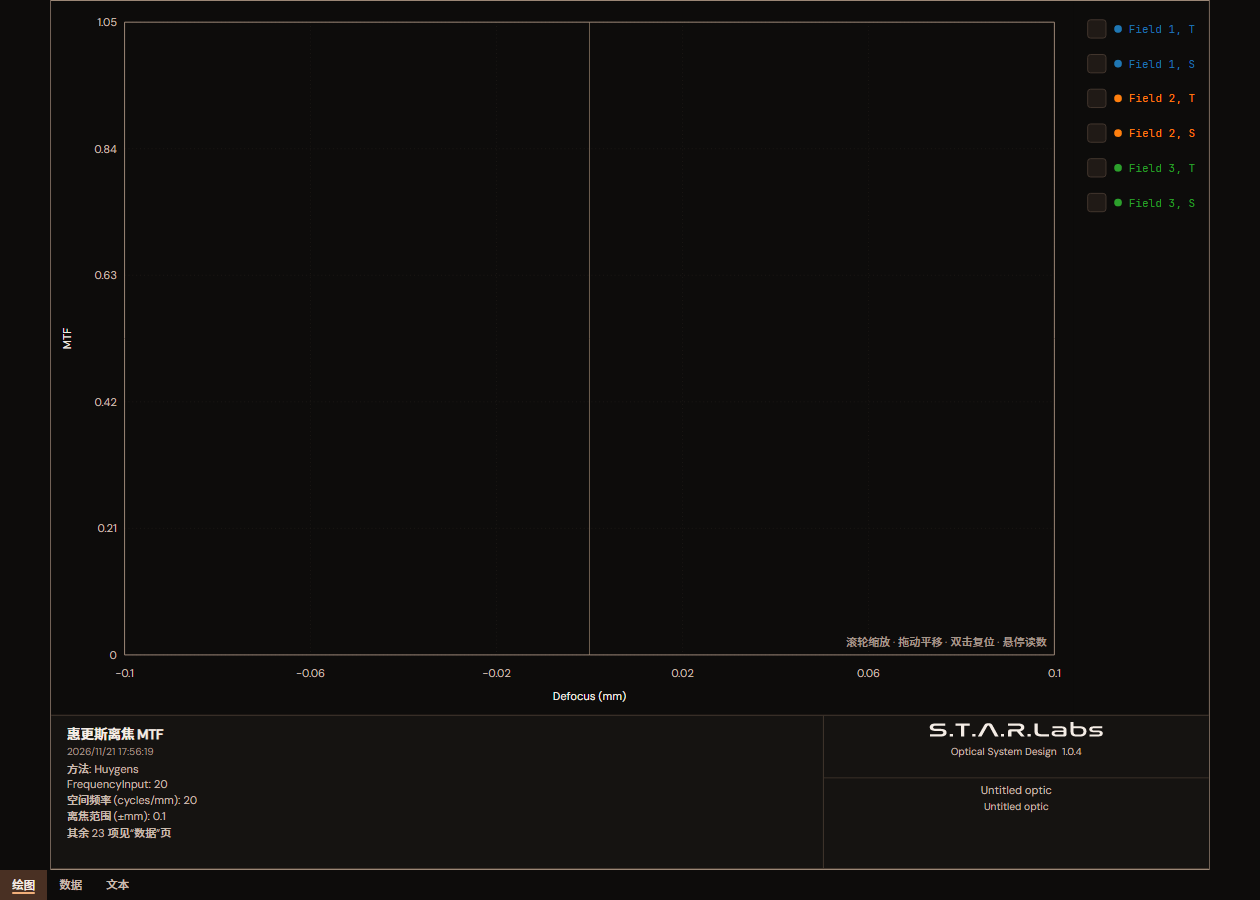 1.05
0.84
0.63
0.42
0.21
0
MTF
-0.1
-0.06
-0.02
0.02
0.06
0.1
Defocus (mm)
滚轮缩放 · 拖动平移 · 双击复位 · 悬停读数
Field 1, T
Field 1, S
Field 2, T
Field 2, S
Field 3, T
Field 3, S
惠更斯离焦 MTF
2026/11/21 17:56:19
方法: Huygens
FrequencyInput: 20
空间频率 (cycles/mm): 20
离焦范围 (±mm): 0.1
其余 23 项见“数据”页
S.T.A.R.Labs
Optical System Design 1.0.4
Untitled optic
Untitled optic
绘图 数据 文本